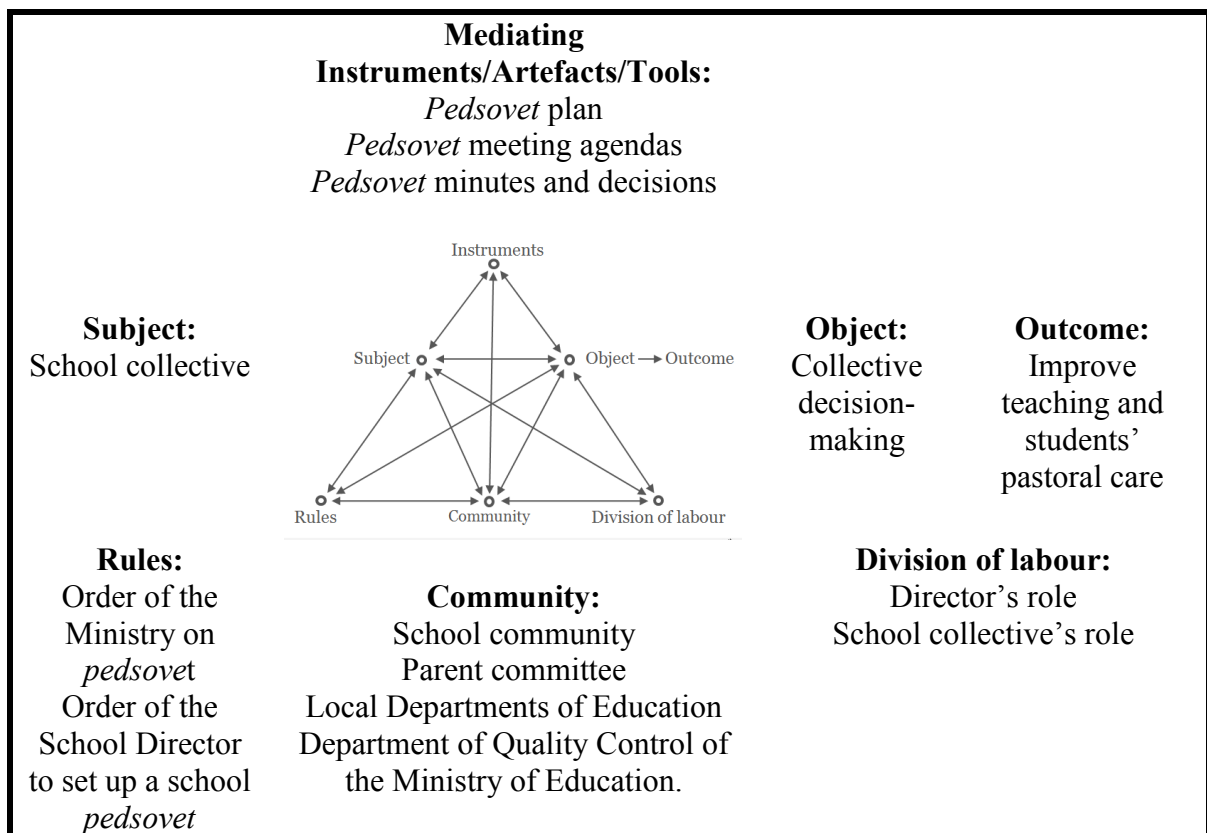 Mediating
Instruments/Artefacts/Tools:
Pedsovet plan
Pedsovet meeting agendas
Pedsovet minutes and decisions
Instruments
Subject
Object
Outcome
Rules
Community
Division of labour
Subject:
School collective
Object:
Collective
decision-
making
Outcome:
Improve
teaching and
students’
pastoral care
Rules:
Order of the
Ministry on
pedsovet
Order of the
School Director
to set up a school
pedsovet
Community:
School community
Parent committee
Local Departments of Education
Department of Quality Control of
the Ministry of Education.
Division of labour:
Director’s role
School collective’s role